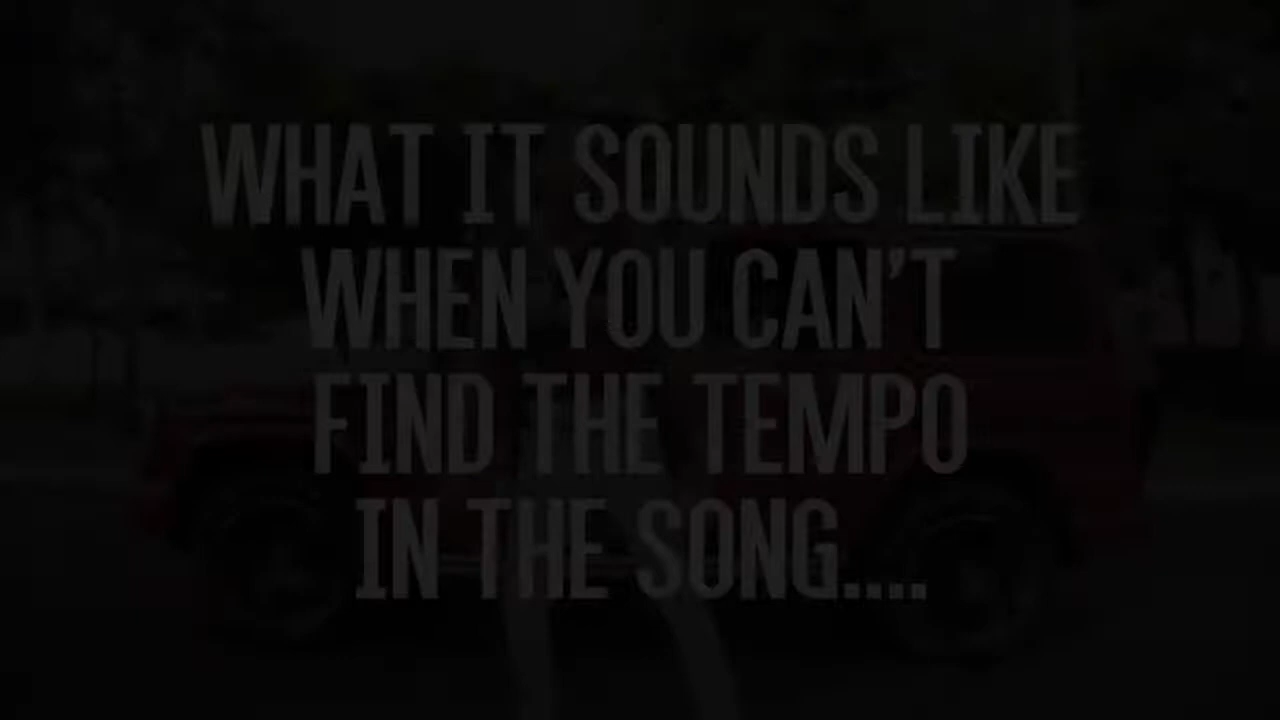 WHAT IT SOUNDS LIKE
WHEN YOU CAN'T
FIND THE TEMPO
IN THE SONG....